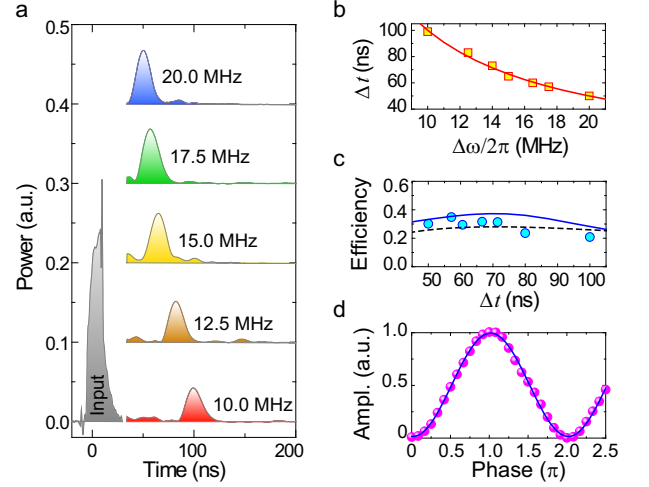 a
0.5
0.4
0.3
0.2
0.1
0.0
Power (a.u.)
20.0 MHz
17.5 MHz
15.0 MHz
12.5 MHz
10.0 MHz
Input
0
100
200
Time (ns)
b
100
80
60
40
Δt (ns)
10
12
14
16
18
20
Δω/2π (MHz)
c
0.6
0.4
0.2
0.0
Efficiency
50
60
70
80
90
100
Δt (ns)
d
1.0
0.5
0
Ampl. (a.u.)
0.0
0.5
1.0
1.5
2.0
2.5
Phase (π)